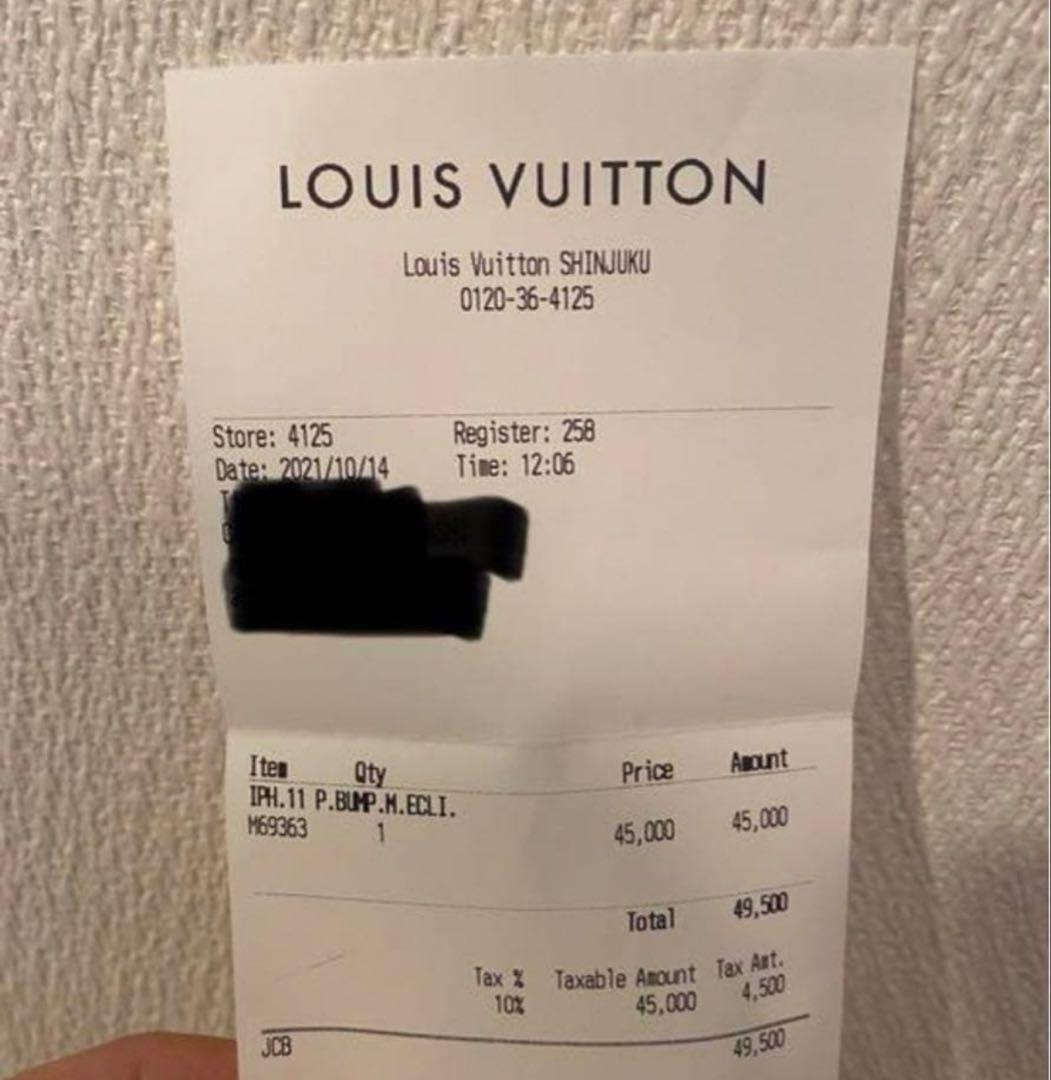 LOUIS VUITTON
Louis Vuitton SHINJUKU
0120-36-4125
Store: 4125 Register: 258
Date: 2021/10/14 Time: 12:06
Item Qty Price Amount
IPH.11 P.BUMP.M.ECLI.
M69363 1 45,000 45,000
Total 49,500
Tax % Taxable Amount Tax Amt.
10% 45,000 4,500
JCB 49,500